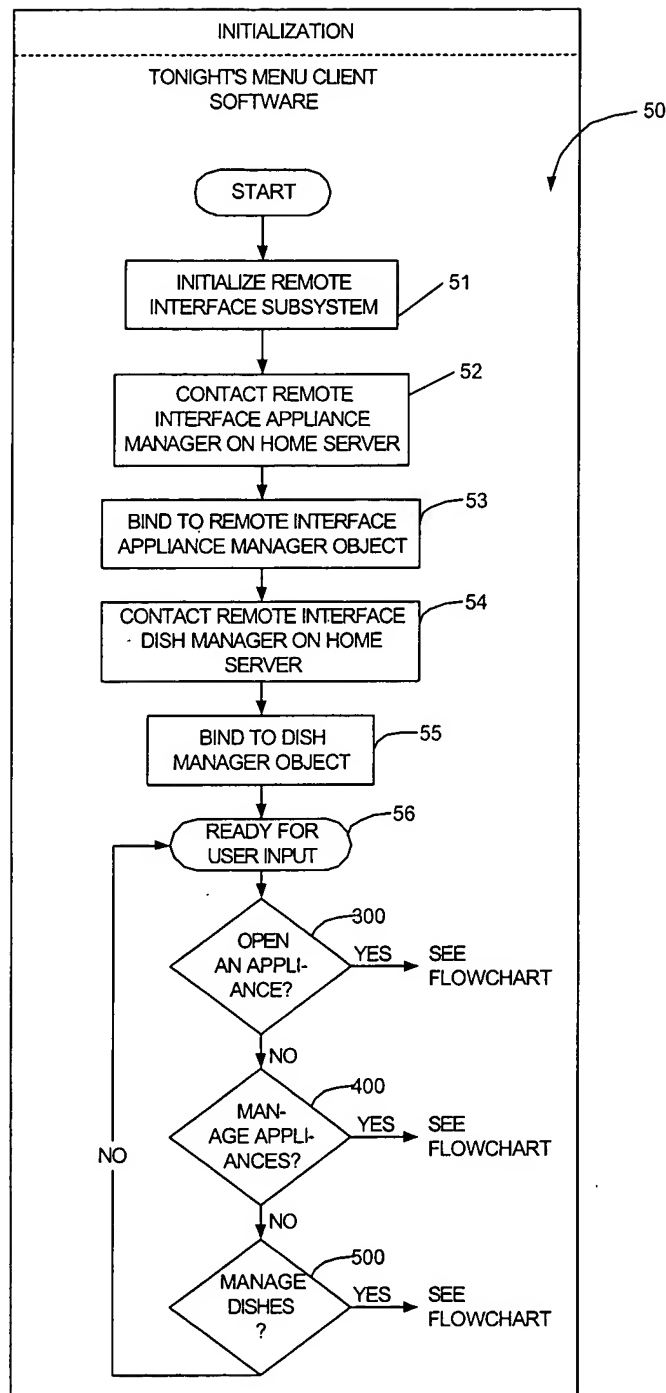 INITIALIZATION
TONIGHT'S MENU CLIENT
SOFTWARE
50
START
INITIALIZE REMOTE
INTERFACE SUBSYSTEM
51
52
CONTACT REMOTE
INTERFACE APPLIANCE
MANAGER ON HOME SERVER
53
BIND TO REMOTE INTERFACE
APPLIANCE MANAGER OBJECT
54
CONTACT REMOTE INTERFACE
DISH MANAGER ON HOME
SERVER
55
BIND TO DISH
MANAGER OBJECT
56
READY FOR
USER INPUT
300
OPEN
AN APPLI-
ANCE?
YES
SEE
FLOWCHART
NO
400
MAN-
AGE APPLI-
ANCES?
YES
SEE
FLOWCHART
NO
NO
500
MANAGE
DISHES
?
YES
SEE
FLOWCHART